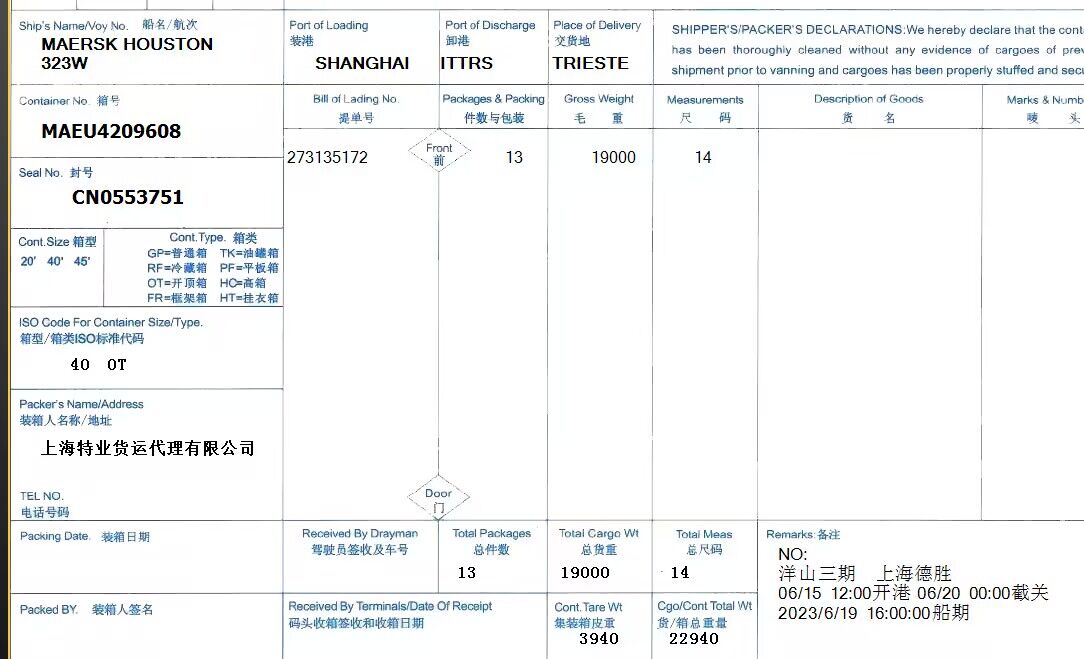 Ship's Name/Voy No. 船名/航次
MAERSK HOUSTON
323W
Port of Loading
装港
SHANGHAI
Port of Discharge
卸港
ITTRS
Place of Delivery
交货地
TRIESTE
SHIPPER'S/PACKER'S DECLARATIONS:We hereby declare that the cont
has been thoroughly cleaned without any evidence of cargoes of prev
shipment prior to vanning and cargoes has been properly stuffed and secu
Container No. 箱号
MAEU4209608
Seal No. 封号
CN0553751
Bill of Lading No.
提单号
Packages & Packing
件数与包装
Gross Weight
毛 重
Measurements
尺 码
Description of Goods
货 名
Marks & Numb
唛 头
273135172
Front
前
13
19000
14
Cont.Size 箱型
20' 40' 45'
Cont.Type. 箱类
GP=普通箱 TK=油罐箱
RF=冷藏箱 PF=平板箱
OT=开顶箱 HC=高箱
FR=框架箱 HT=挂衣箱
ISO Code For Container Size/Type.
箱型/箱类ISO标准代码
40 OT
Packer's Name/Address
装箱人名称/地址
上海特业货运代理有限公司
TEL NO.
电话号码
Door
门
Packing Date. 装箱日期
Received By Drayman
驾驶员签收及车号
Total Packages
总件数
13
Total Cargo Wt
总货重
19000
Total Meas
总尺码
14
Remarks:备注
NO:
洋山三期 上海德胜
06/15 12:00开港 06/20 00:00截关
2023/6/19 16:00:00船期
Packed BY. 装箱人签名
Received By Terminals/Date Of Receipt
码头收箱签收和收箱日期
Cont.Tare Wt
集装箱皮重
3940
Cgo/Cont Total Wt
货/箱总重量
22940